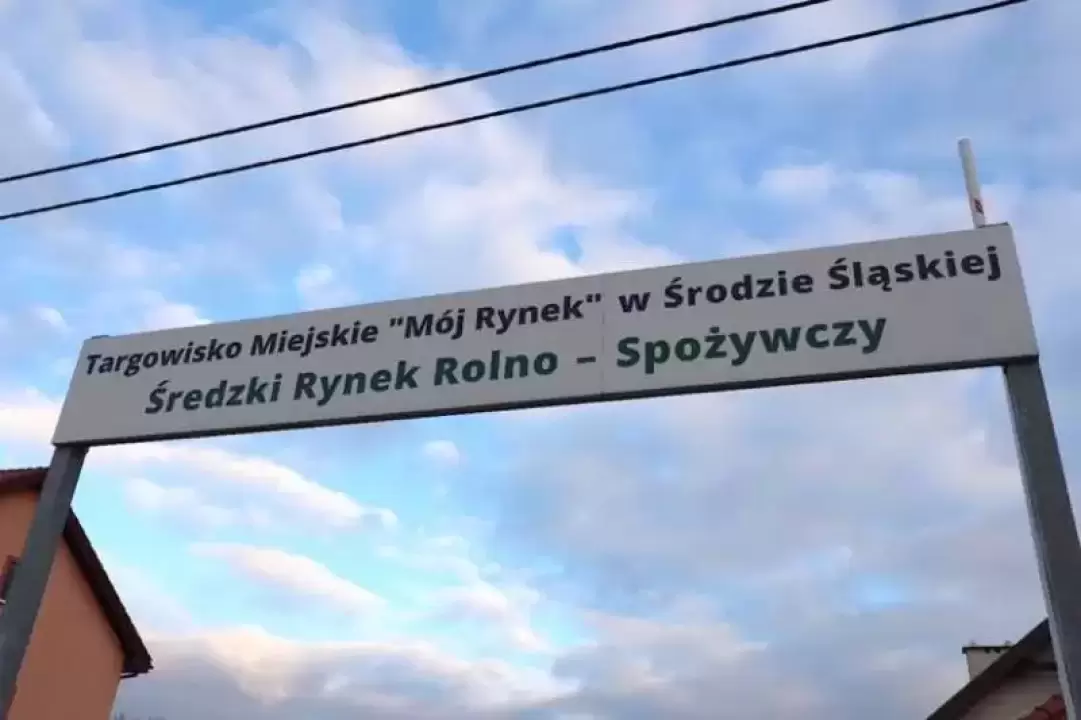 Targowisko Miejskie "Mój Rynek" w Środzie Śląskiej
Średzki Rynek Rolno – Spożywczy